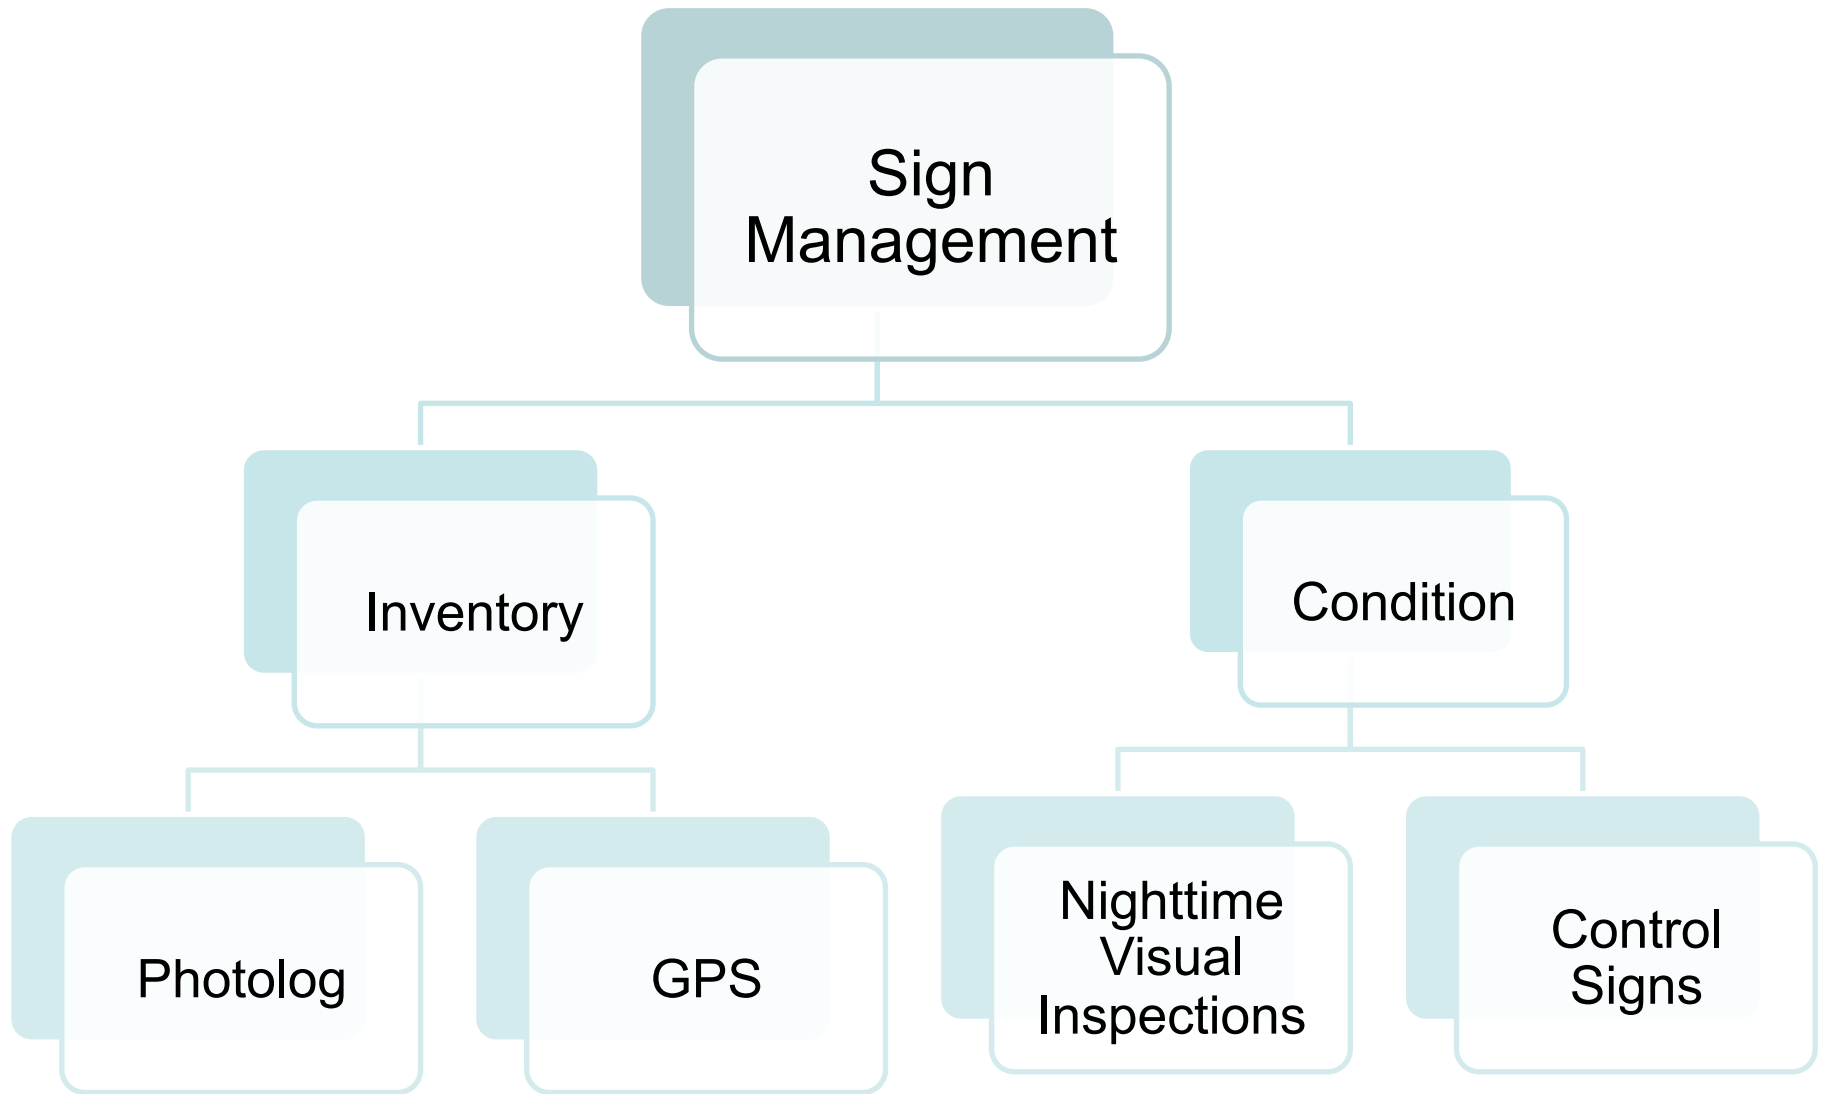 Sign
Management
Inventory
Condition
Photolog
GPS
Nighttime
Visual
Inspections
Control
Signs